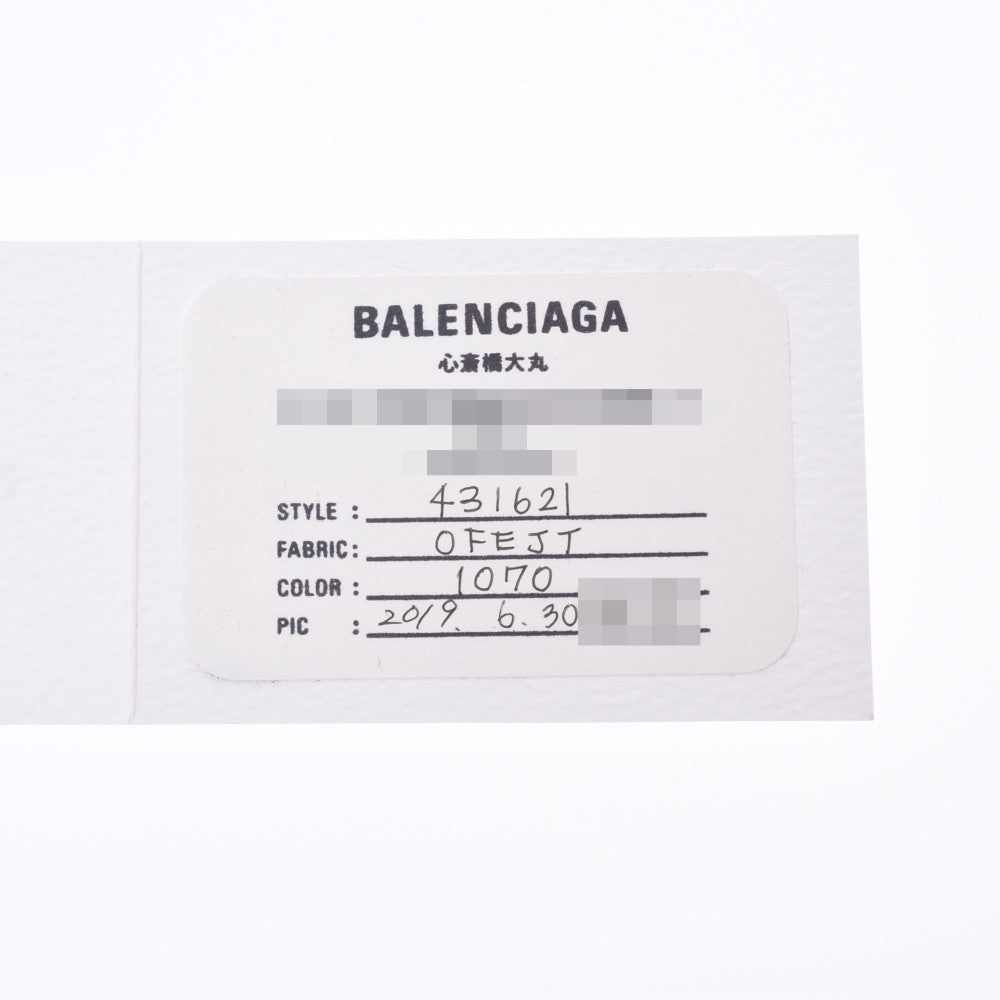 BALENCIAGA
心斎橋大丸
STYLE : 431621
FABRIC: 0FEJT
COLOR : 1070
PIC : 2019. 6. 30